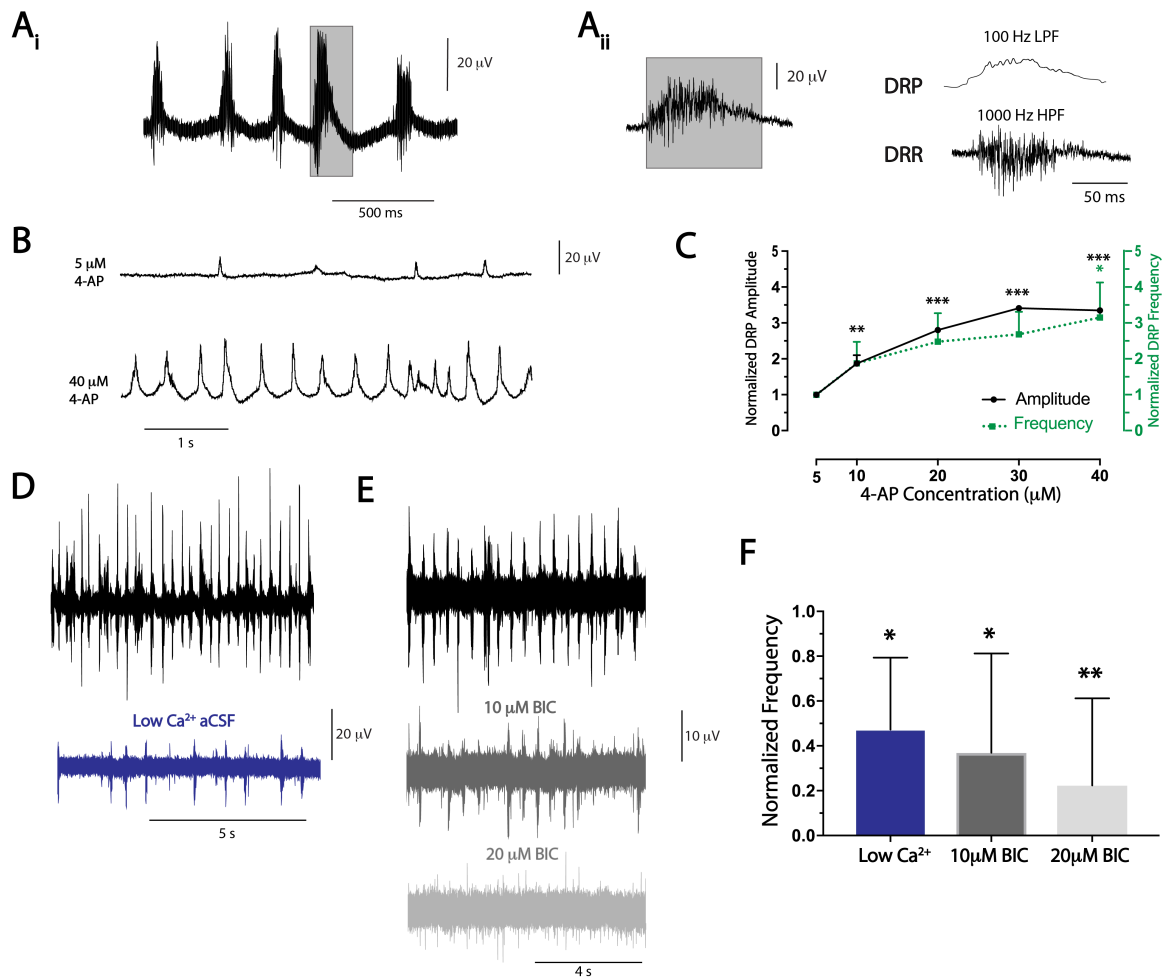 Ai
20 µV
500 ms
Aii
20 µV
100 Hz LPF
DRP
1000 Hz HPF
DRR
50 ms
B
5 µM
4-AP
20 µV
40 µM
4-AP
1 s
C
Normalized DRP Amplitude
5
4
3
2
1
0
**
***
***
***
*
Amplitude
Frequency
5
4
3
2
1
0
Normalized DRP Frequency
5
10
20
30
40
4-AP Concentration (µM)
D
Low Ca²⁺ aCSF
20 µV
5 s
E
10 µM BIC
10 µV
20 µM BIC
4 s
F
Normalized Frequency
1.0
0.8
0.6
0.4
0.2
0.0
*
*
**
Low Ca²⁺
10µM BIC
20µM BIC